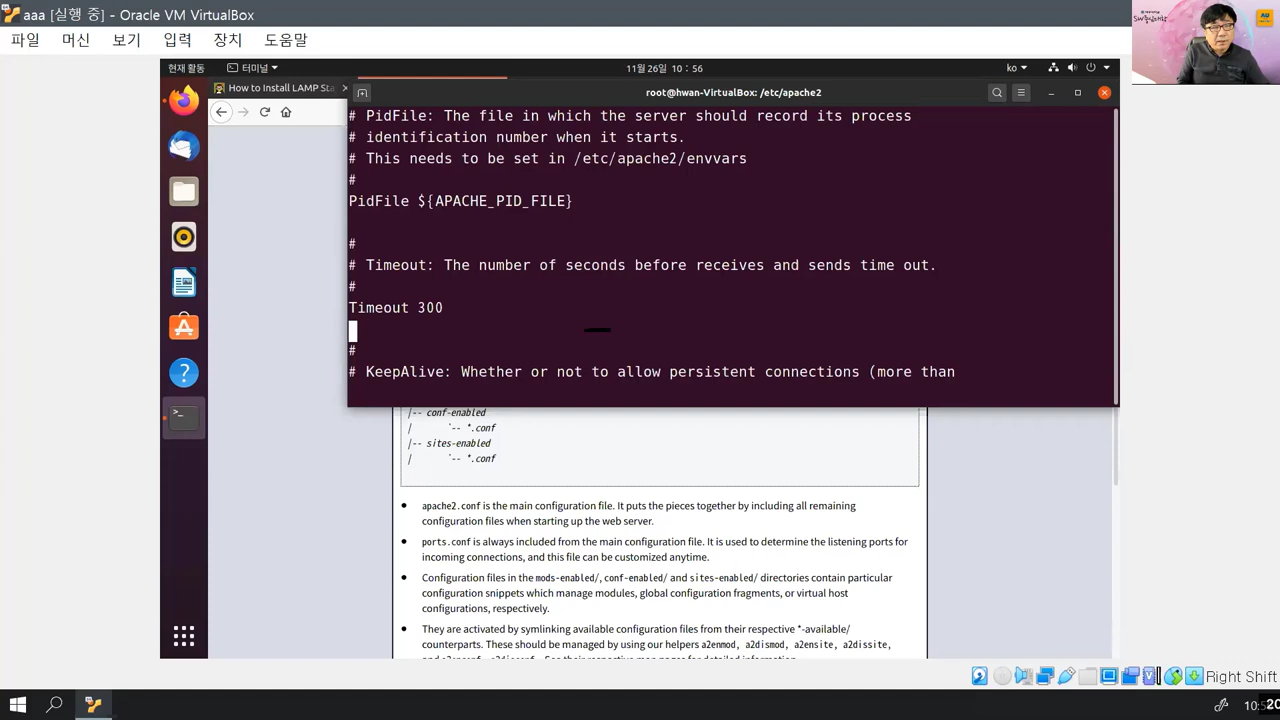 aaa [실행 중] - Oracle VM VirtualBox
파일 머신 보기 입력 장치 도움말
SW중심대학
현재 활동 터미널 11월 26일 10 : 56 ko
How to Install LAMP Sta
root@hwan-VirtualBox: /etc/apache2
# PidFile: The file in which the server should record its process
# identification number when it starts.
# This needs to be set in /etc/apache2/envvars
#
PidFile ${APACHE_PID_FILE}
#
# Timeout: The number of seconds before receives and sends time out.
#
Timeout 300
#
# KeepAlive: Whether or not to allow persistent connections (more than
|-- conf-enabled
| `-- *.conf
|-- sites-enabled
| `-- *.conf
apache2.conf is the main configuration file. It puts the pieces together by including all remaining
configuration files when starting up the web server.
ports.conf is always included from the main configuration file. It is used to determine the listening ports for
incoming connections, and this file can be customized anytime.
Configuration files in the mods-enabled/, conf-enabled/ and sites-enabled/ directories contain particular
configuration snippets which manage modules, global configuration fragments, or virtual host
configurations, respectively.
They are activated by symlinking available configuration files from their respective *-available/
counterparts. These should be managed by using our helpers a2enmod, a2dismod, a2ensite, a2dissite,
Right Shift